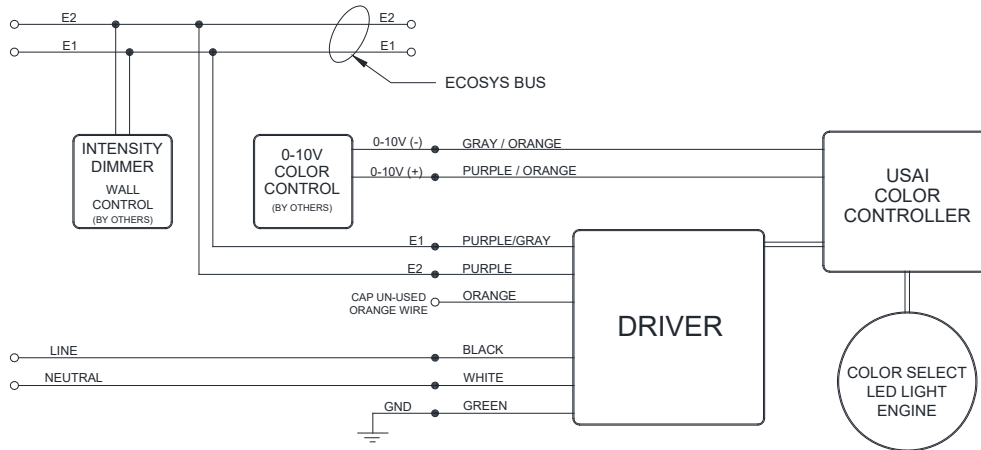 E2
E2
E1
E1
ECOSYS BUS
INTENSITY
DIMMER
WALL
CONTROL
(BY OTHERS)
0-10V
COLOR
CONTROL
(BY OTHERS)
0-10V (-)
GRAY / ORANGE
0-10V (+)
PURPLE / ORANGE
USAI
COLOR
CONTROLLER
E1
PURPLE/GRAY
E2
PURPLE
CAP UN-USED
ORANGE WIRE
ORANGE
DRIVER
LINE
BLACK
NEUTRAL
WHITE
GND
GREEN
COLOR SELECT
LED LIGHT
ENGINE